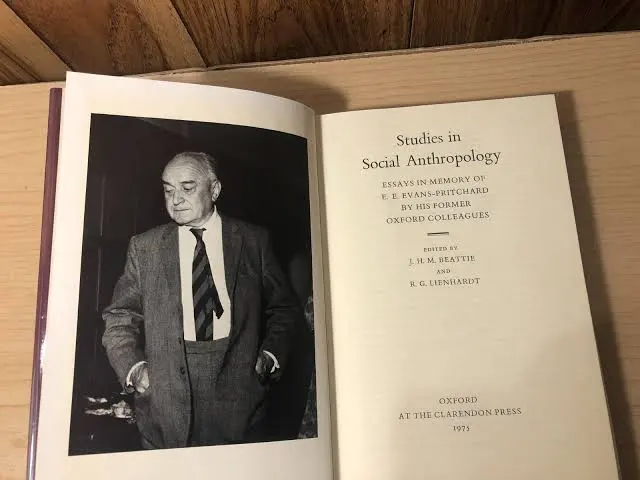 Studies in
Social Anthropology
ESSAYS IN MEMORY OF
E. E. EVANS-PRITCHARD
BY HIS FORMER
OXFORD COLLEAGUES
EDITED BY
J. H. M. BEATTIE
AND
R. G. LIENHARDT
OXFORD
AT THE CLARENDON PRESS
1975